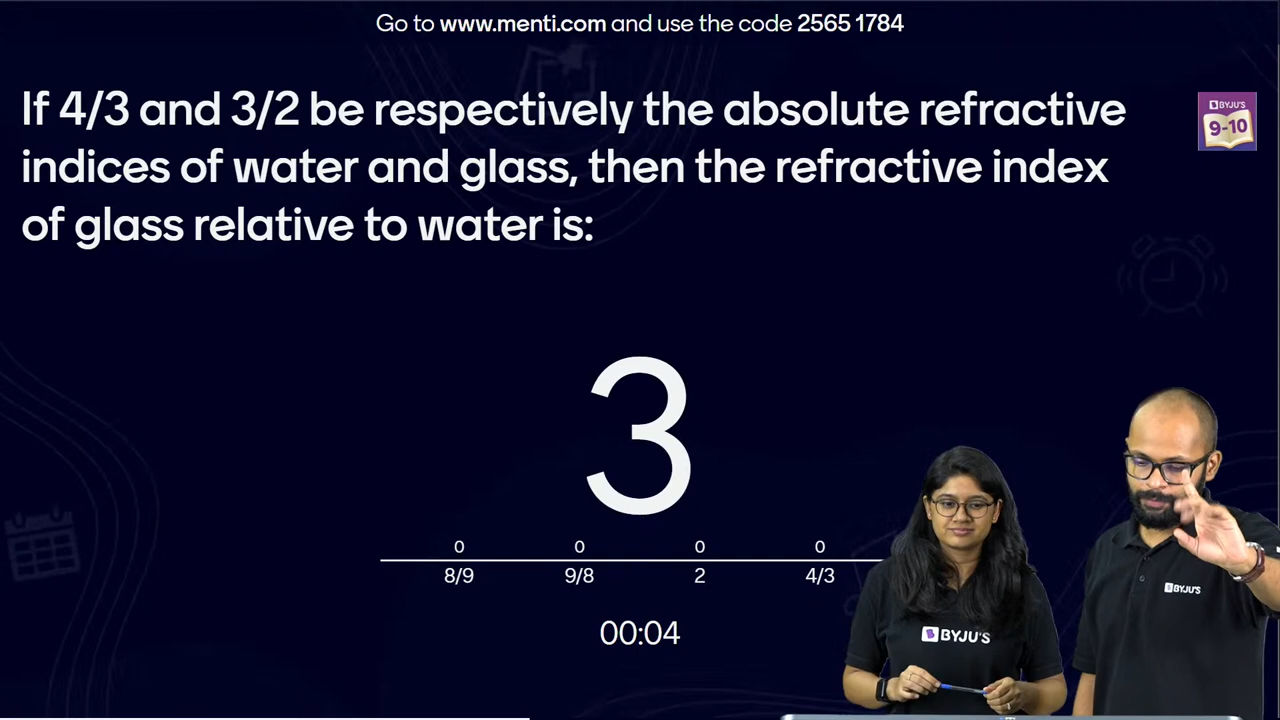 Go to www.menti.com and use the code 2565 1784
If 4/3 and 3/2 be respectively the absolute refractive
indices of water and glass, then the refractive index
of glass relative to water is:
BYJU'S
9-10
3
0 0 0 0
8/9 9/8 2 4/3
00:04
BYJU'S
BYJU'S